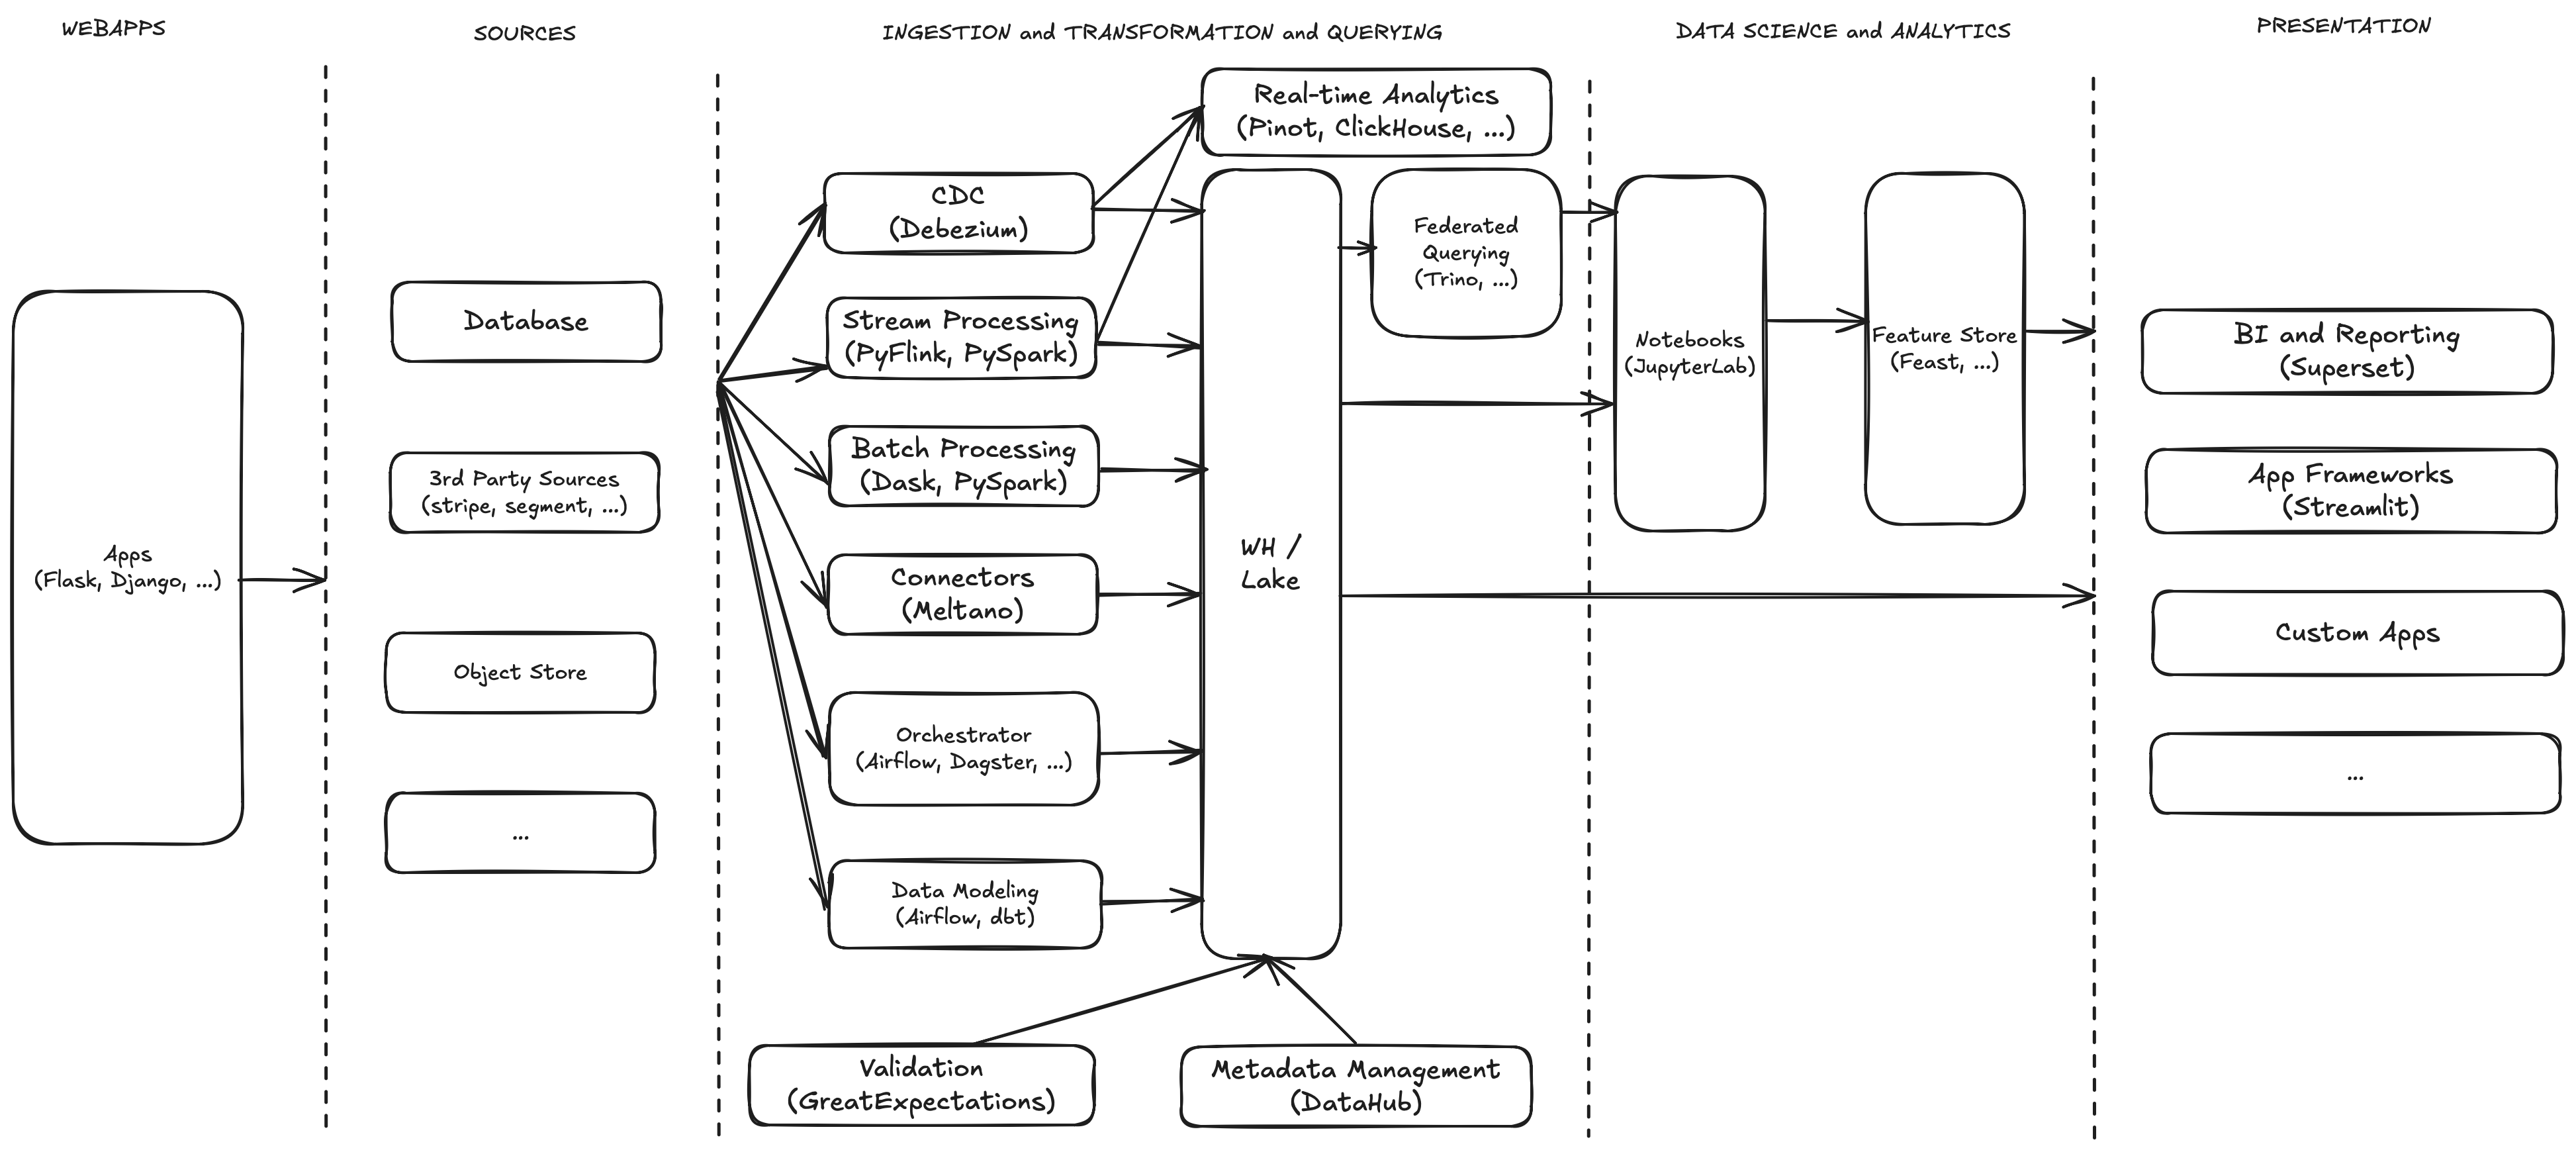 WEBAPPS
SOURCES
INGESTION and TRANSFORMATION and QUERYING
DATA SCIENCE and ANALYTICS
PRESENTATION
Apps
(Flask, Django, ...)
Database
3rd Party Sources
(stripe, segment, ...)
Object Store
...
CDC
(Debezium)
Stream Processing
(PyFlink, PySpark)
Batch Processing
(Dask, PySpark)
Connectors
(Meltano)
Orchestrator
(Airflow, Dagster, ...)
Data Modeling
(Airflow, dbt)
Validation
(GreatExpectations)
Real-time Analytics
(Pinot, ClickHouse, ...)
WH /
Lake
Federated
Querying
(Trino, ...)
Metadata Management
(DataHub)
Notebooks
(JupyterLab)
Feature Store
(Feast, ...)
BI and Reporting
(Superset)
App Frameworks
(Streamlit)
Custom Apps
...